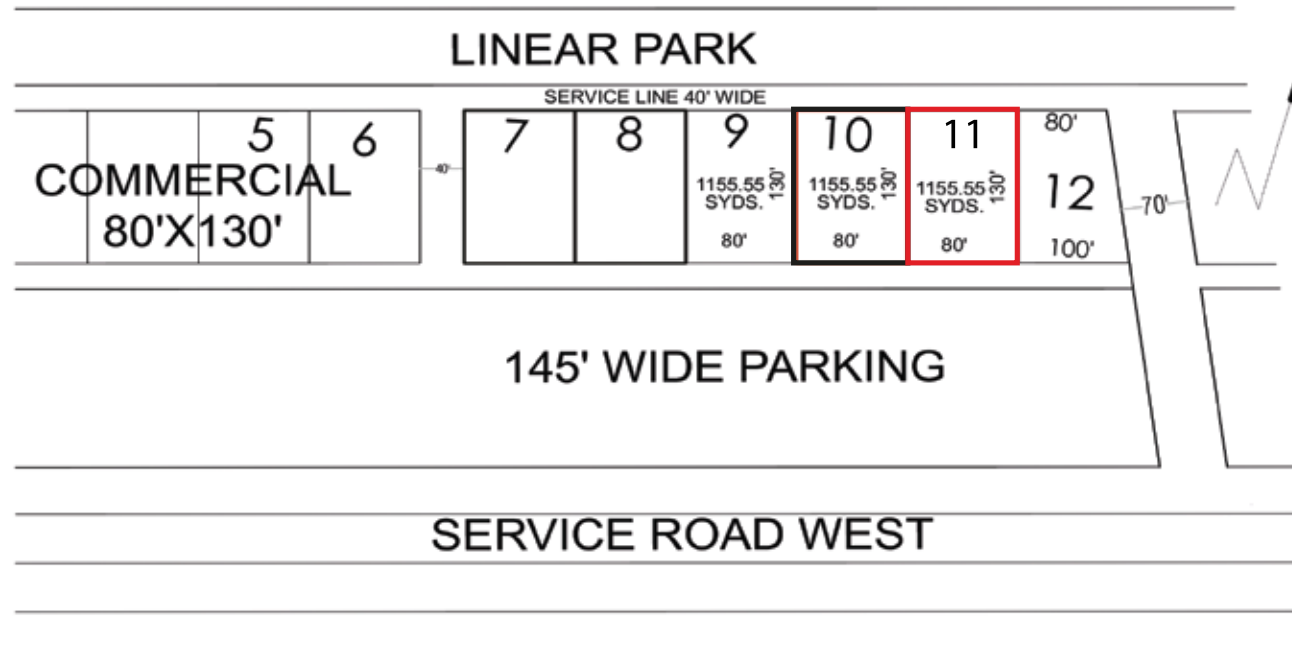 LINEAR PARK
SERVICE LINE 40' WIDE
5
6
COMMERCIAL
80'X130'
40'
7
8
9
1155.55
SYDS.
130'
80'
10
1155.55
SYDS.
130'
80'
11
1155.55
SYDS.
130'
80'
80'
12
100'
70'
145' WIDE PARKING
SERVICE ROAD WEST